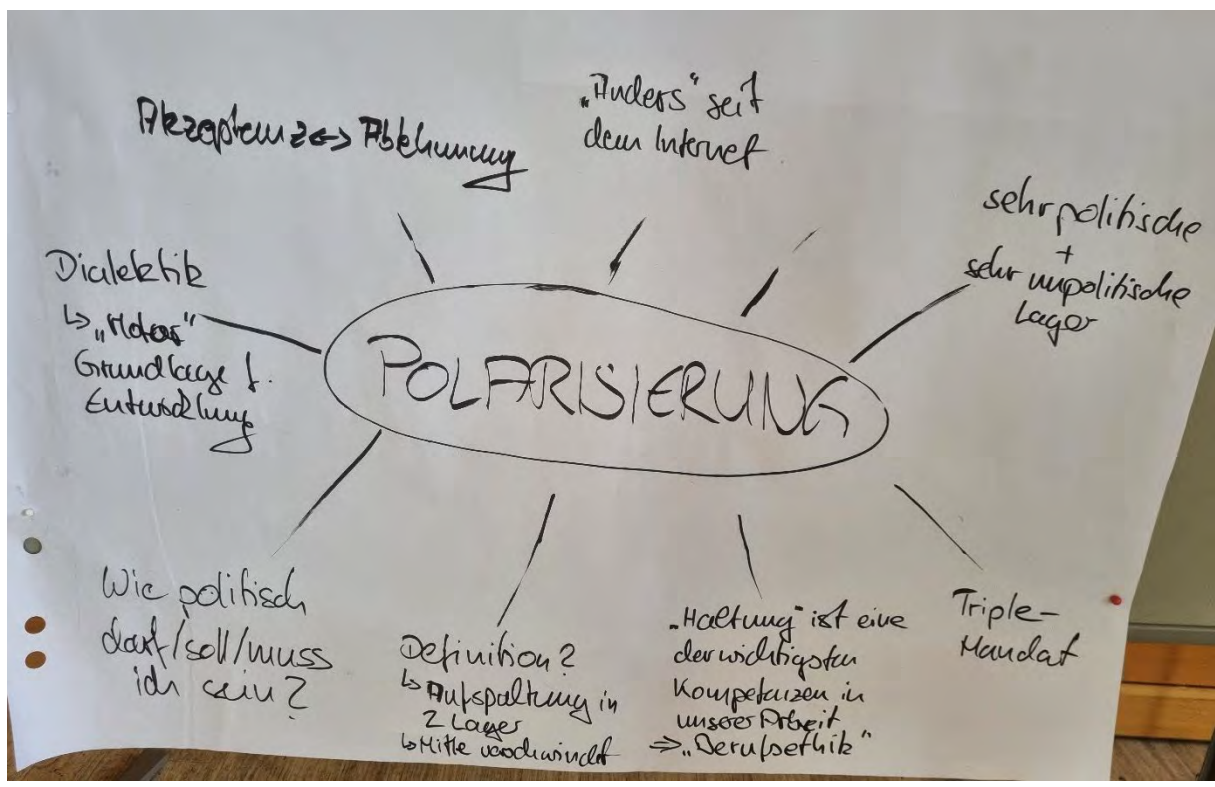 Akzeptanz <-> Ablehnung
„Anders" seit
dem Internet
sehr politische
+
sehr unpolitische
Lager
Dialektik
↳ „Motor"
Grundlage f.
Entwicklung
POLARISIERUNG
Wie politisch
darf/soll/muss
ich sein?
Definition?
↳ Aufspaltung in
2 Lager
↳ Mitte verschwindet
„Haltung" ist eine
der wichtigsten
Kompetenzen in
unserer Arbeit
⇒ „Berufsethik"
Triple-
Mandat